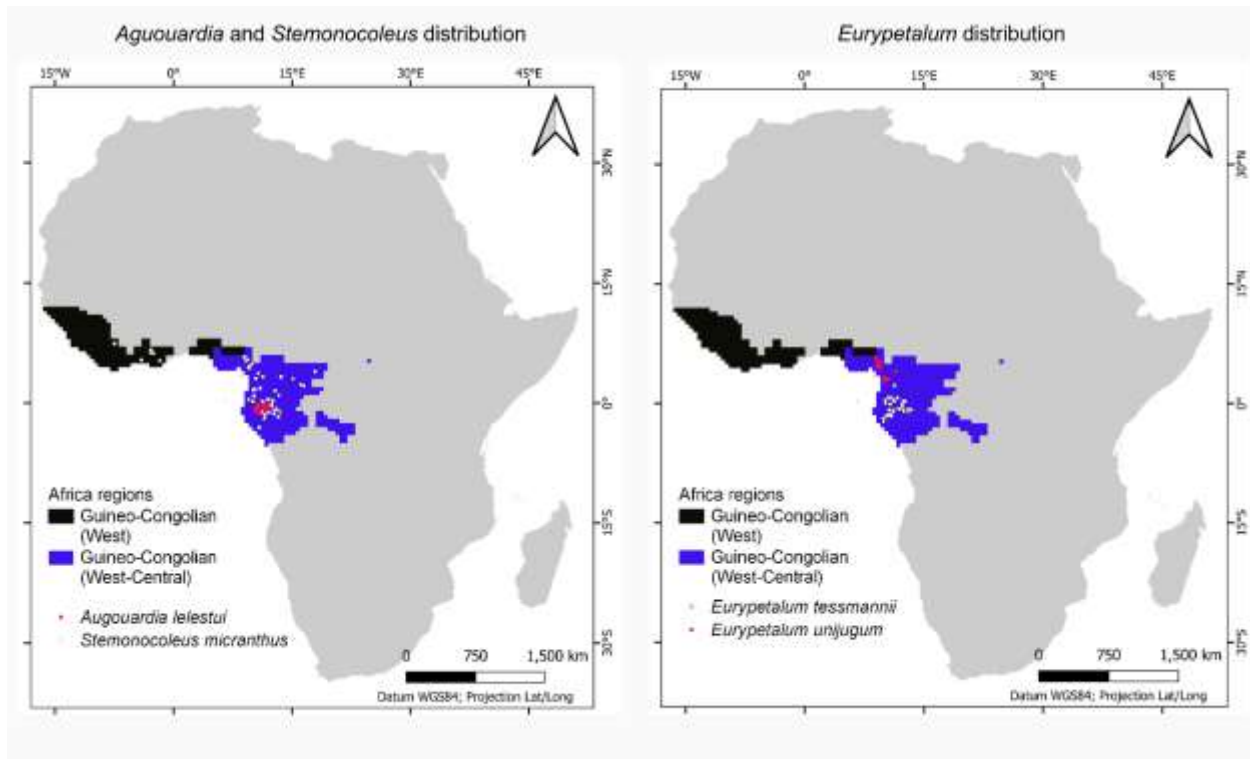 Aguouardia and Stemonocoleus distribution
15°W 0° 15°E 30°E 45°E
30°N
15°N
0°
15°S
30°S
Africa regions
Guineo-Congolian
(West)
Guineo-Congolian
(West-Central)
Augouardia lelestui
Stemonocoleus micranthus
0 750 1,500 km
Datum WGS84; Projection Lat/Long
Eurypetalum distribution
15°W 0° 15°E 30°E 45°E
30°N
15°N
0°
15°S
30°S
Africa regions
Guineo-Congolian
(West)
Guineo-Congolian
(West-Central)
Eurypetalum tessmannii
Eurypetalum unijugum
0 750 1,500 km
Datum WGS84; Projection Lat/Long